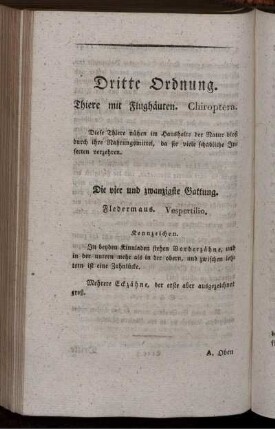 Dritte Ordnung.
Thiere mit Flughäuten. Chiroptera.
Diese Thiere nützen im Haushalte der Natur bloß
durch ihre Nahrungsmittel, da sie viele schädliche In-
sekten verzehren.
Die vier und zwanzigste Gattung.
Fledermaus. Vespertilio.
Kennzeichen.
In beyden Kinnladen stehen Vorderzähne, und
in der untern mehr als in der obern, und zwischen letz-
tern ist eine Zahnlücke.
Mehrere Eckzähne, der erste aber ausgezeichnet
groß.
A. Oben